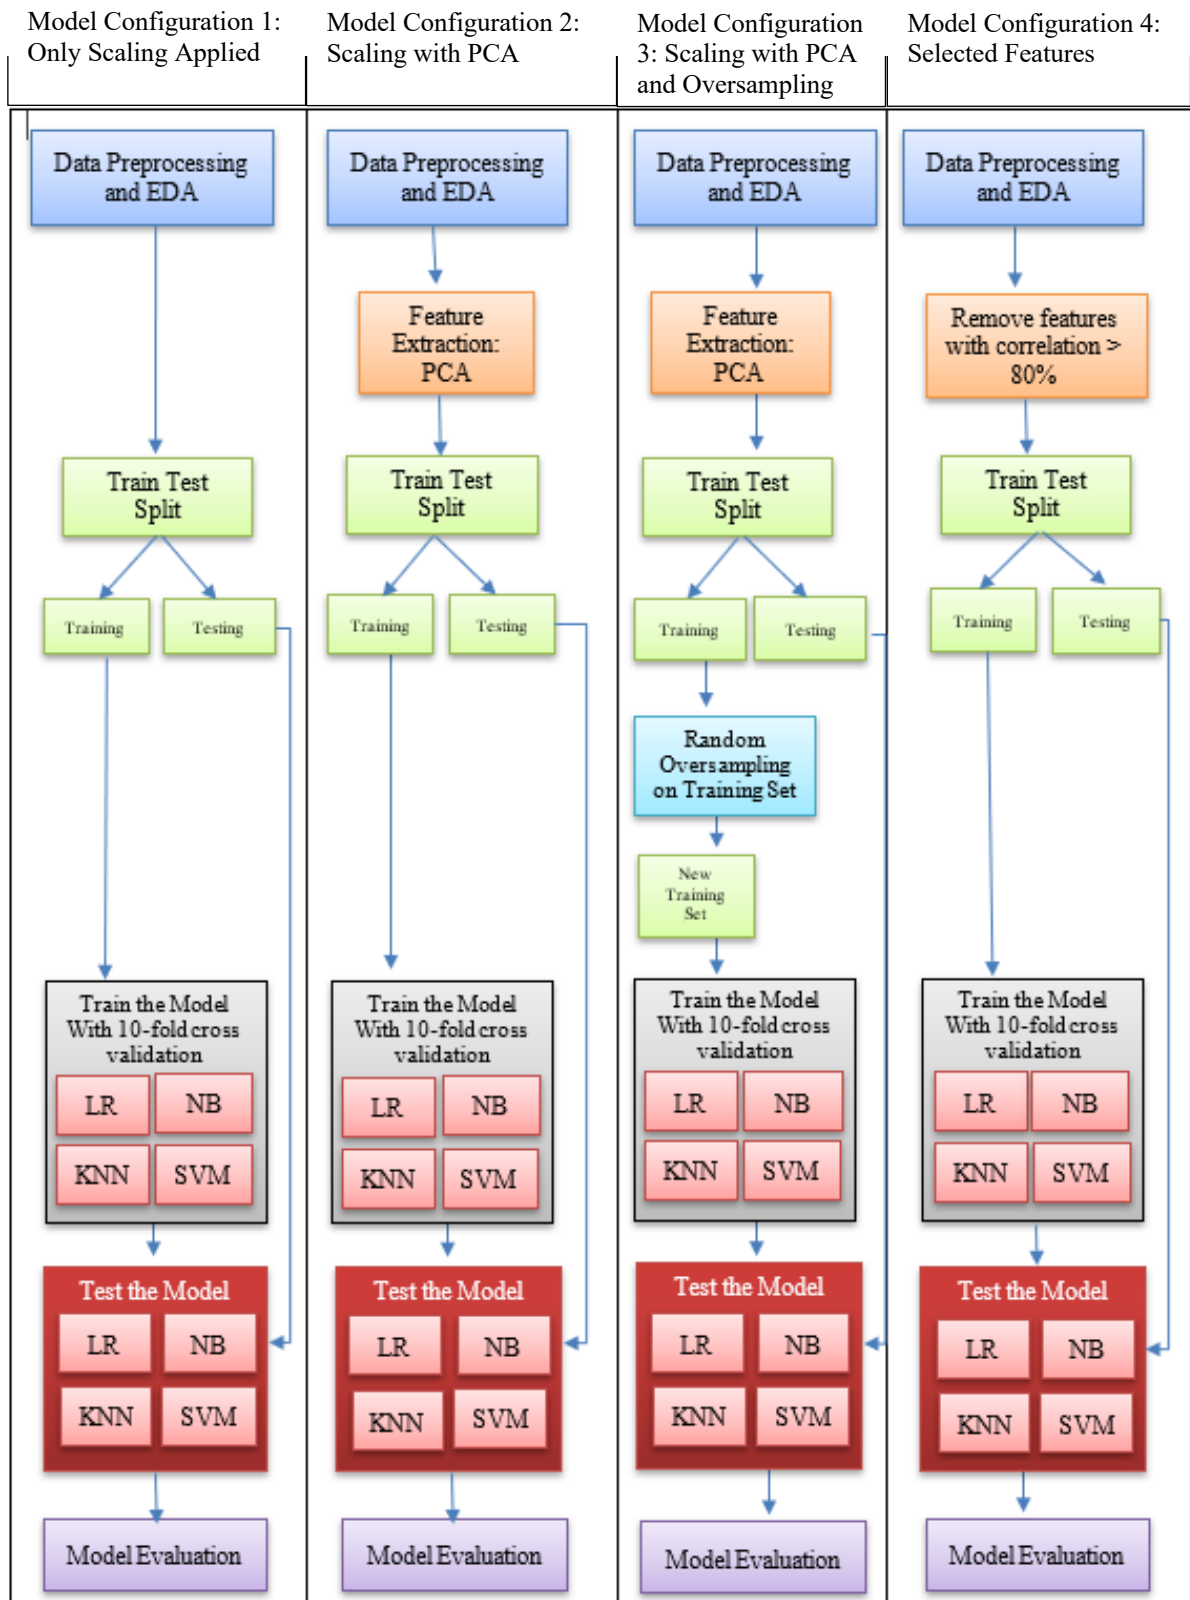 Model Configuration 1:
Only Scaling Applied
Model Configuration 2:
Scaling with PCA
Model Configuration
3: Scaling with PCA
and Oversampling
Model Configuration 4:
Selected Features
Data Preprocessing
and EDA
Train Test
Split
Training
Testing
Train the Model
With 10-fold cross
validation
LR
NB
KNN
SVM
Test the Model
LR
NB
KNN
SVM
Model Evaluation
Data Preprocessing
and EDA
Feature
Extraction:
PCA
Train Test
Split
Training
Testing
Train the Model
With 10-fold cross
validation
LR
NB
KNN
SVM
Test the Model
LR
NB
KNN
SVM
Model Evaluation
Data Preprocessing
and EDA
Feature
Extraction:
PCA
Train Test
Split
Training
Testing
Random
Oversampling
on Training Set
New
Training
Set
Train the Model
With 10-fold cross
validation
LR
NB
KNN
SVM
Test the Model
LR
NB
KNN
SVM
Model Evaluation
Data Preprocessing
and EDA
Remove features
with correlation >
80%
Train Test
Split
Training
Testing
Train the Model
With 10-fold cross
validation
LR
NB
KNN
SVM
Test the Model
LR
NB
KNN
SVM
Model Evaluation